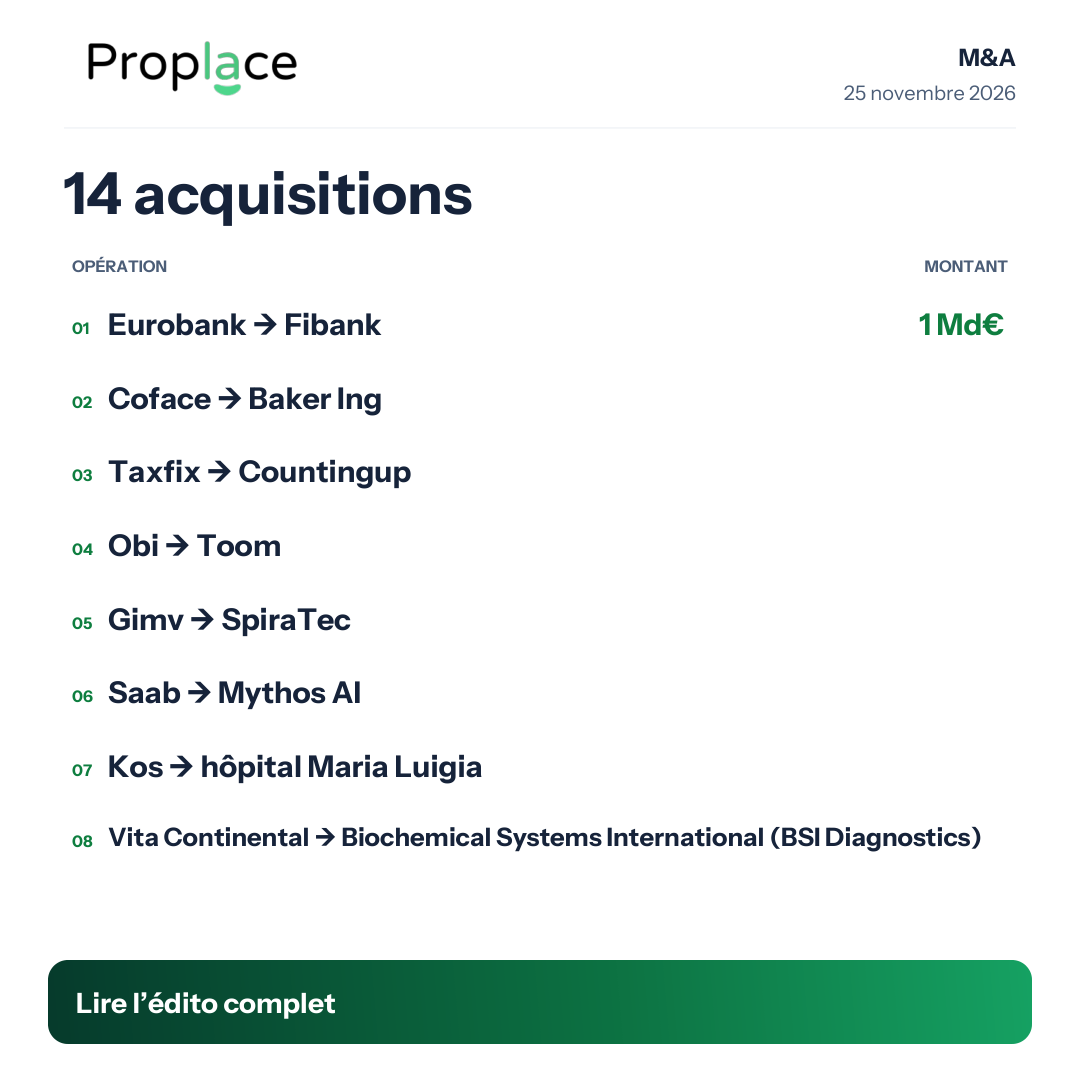 Proplace
M&A
25 novembre 2026
14 acquisitions
OPÉRATION MONTANT
01 Eurobank → Fibank 1 Md€
02 Coface → Baker Ing
03 Taxfix → Countingup
04 Obi → Toom
05 Gimv → SpiraTec
06 Saab → Mythos AI
07 Kos → hôpital Maria Luigia
08 Vita Continental → Biochemical Systems International (BSI Diagnostics)
Lire l’édito complet